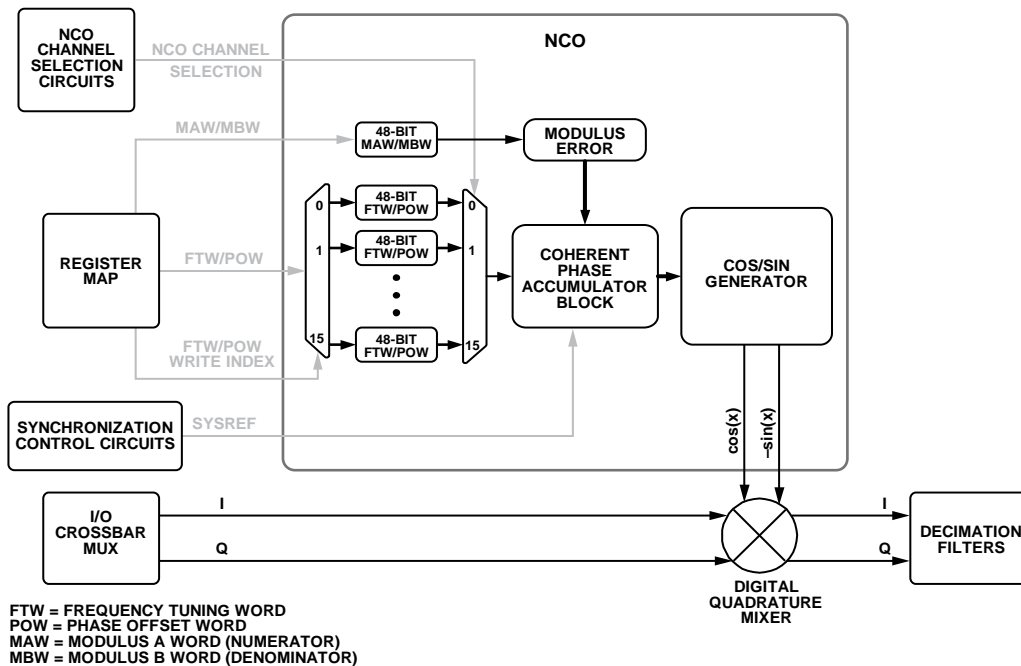 NCO
CHANNEL
SELECTION
CIRCUITS
NCO CHANNEL
SELECTION
NCO
MAW/MBW
48-BIT
MAW/MBW
MODULUS
ERROR
REGISTER
MAP
FTW/POW
FTW/POW
WRITE INDEX
0
1
15
48-BIT
FTW/POW
48-BIT
FTW/POW
48-BIT
FTW/POW
0
1
15
COHERENT
PHASE
ACCUMULATOR
BLOCK
COS/SIN
GENERATOR
SYNCHRONIZATION
CONTROL CIRCUITS
SYSREF
cos(x)
–sin(x)
I/O
CROSSBAR
MUX
I
Q
DIGITAL
QUADRATURE
MIXER
I
Q
DECIMATION
FILTERS
FTW = FREQUENCY TUNING WORD
POW = PHASE OFFSET WORD
MAW = MODULUS A WORD (NUMERATOR)
MBW = MODULUS B WORD (DENOMINATOR)